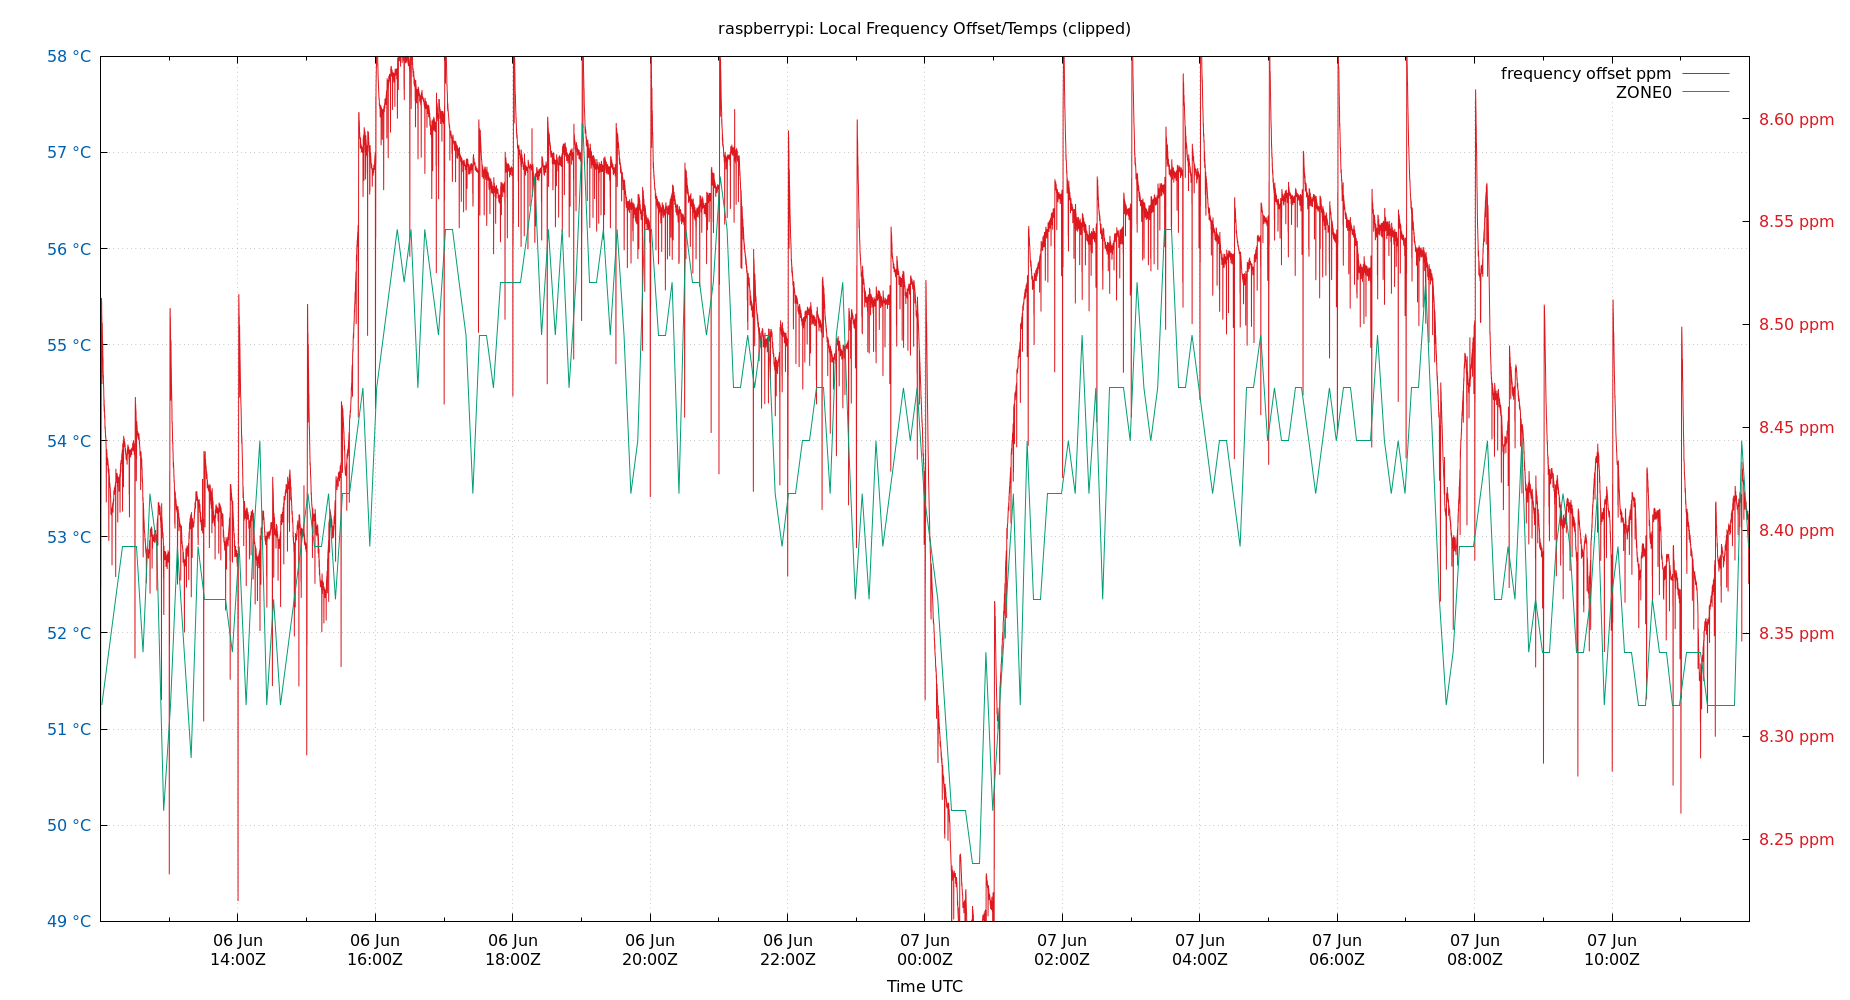 raspberrypi: Local Frequency Offset/Temps (clipped)
58 °C
57 °C
56 °C
55 °C
54 °C
53 °C
52 °C
51 °C
50 °C
49 °C
frequency offset ppm
ZONE0
8.60 ppm
8.55 ppm
8.50 ppm
8.45 ppm
8.40 ppm
8.35 ppm
8.30 ppm
8.25 ppm
06 Jun
14:00Z
06 Jun
16:00Z
06 Jun
18:00Z
06 Jun
20:00Z
06 Jun
22:00Z
07 Jun
00:00Z
07 Jun
02:00Z
07 Jun
04:00Z
07 Jun
06:00Z
07 Jun
08:00Z
07 Jun
10:00Z
Time UTC